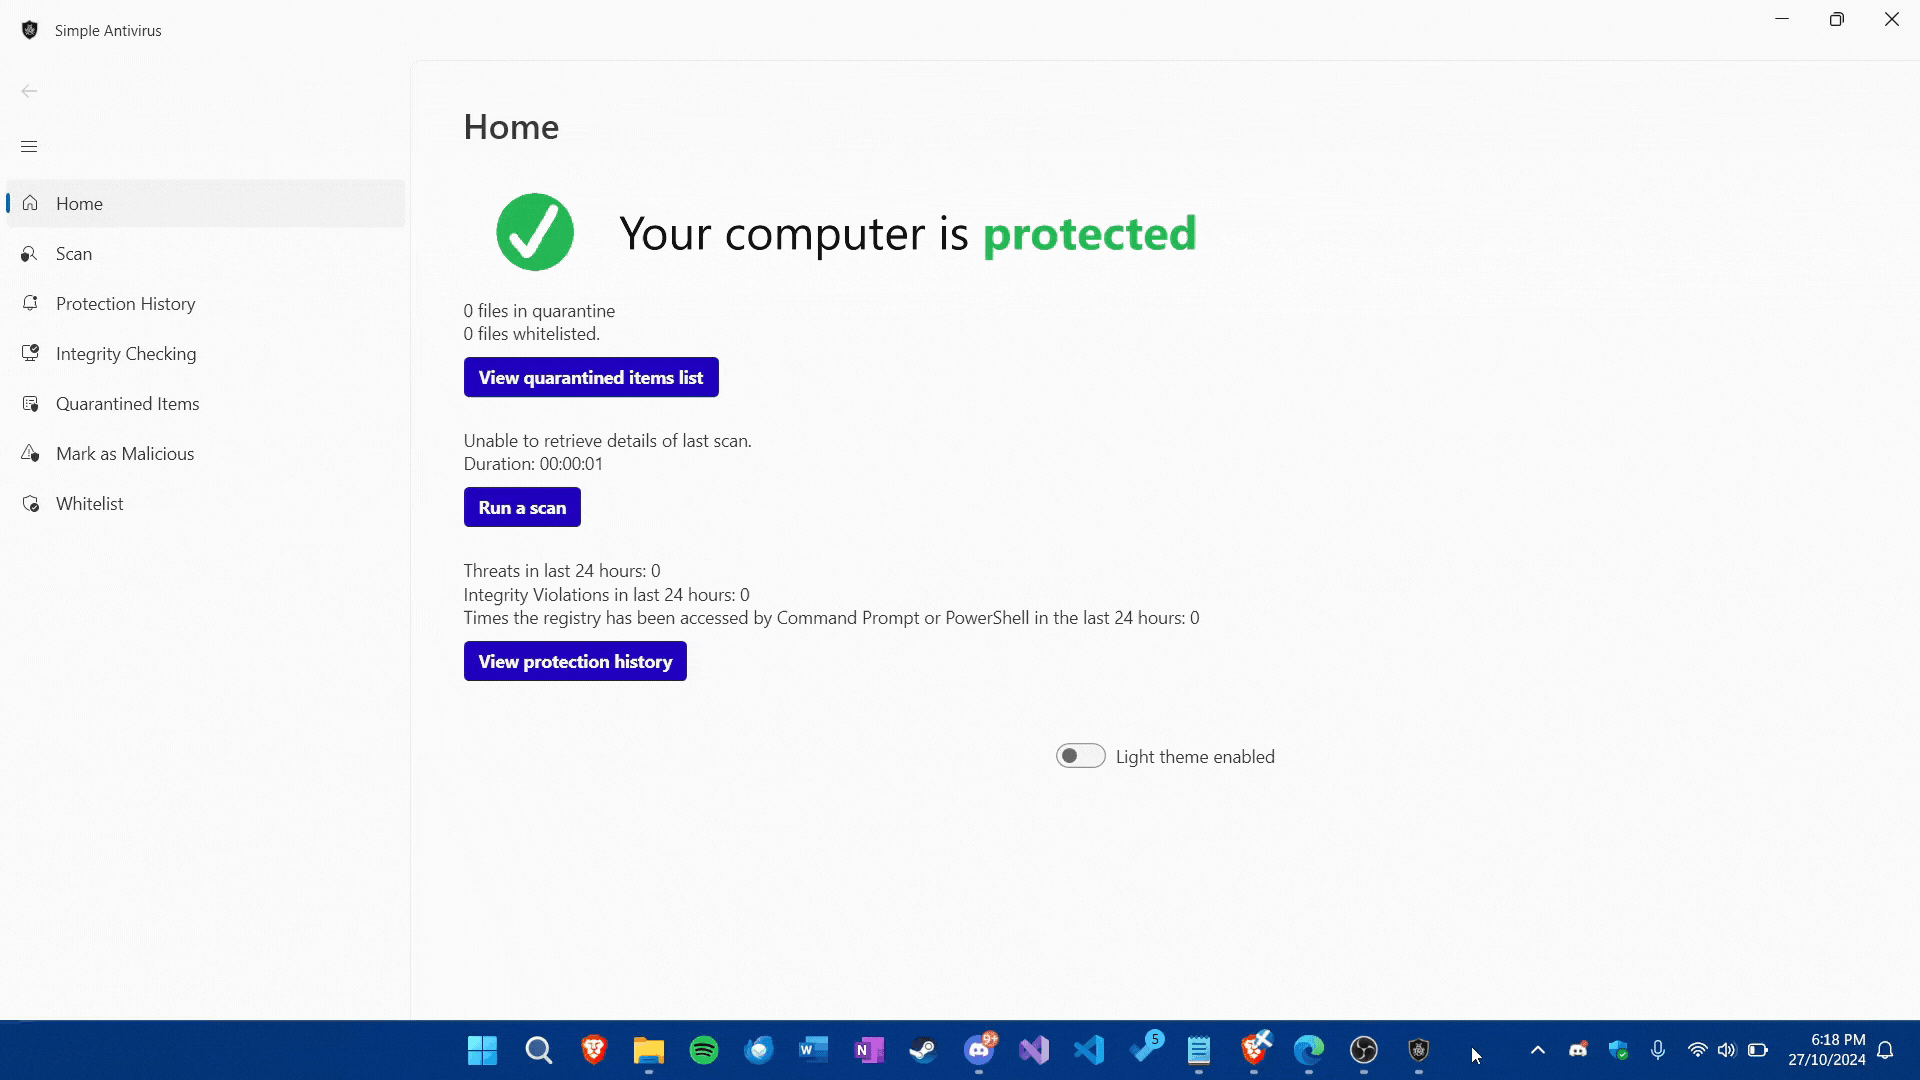 Simple Antivirus
Home
Scan
Protection History
Integrity Checking
Quarantined Items
Mark as Malicious
Whitelist
Home
Your computer is protected
0 files in quarantine
0 files whitelisted.
View quarantined items list
Unable to retrieve details of last scan.
Duration: 00:00:01
Run a scan
Threats in last 24 hours: 0
Integrity Violations in last 24 hours: 0
Times the registry has been accessed by Command Prompt or PowerShell in the last 24 hours: 0
View protection history
Light theme enabled
W
N
9+
5
6:18 PM
27/10/2024